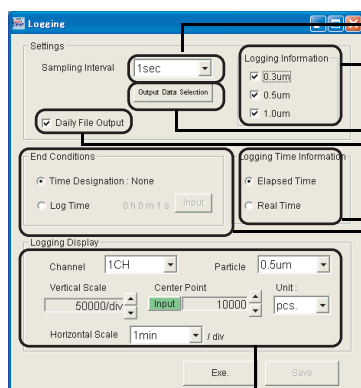 Logging
Settings
Sampling Interval 1sec
Output Data Selection
Daily File Output
Logging Information
0.3um
0.5um
1.0um
End Conditions
Time Designation : None
Log Time 0 h 0 m 1 s Input
Logging Time Information
Elapsed Time
Real Time
Logging Display
Channel 1CH Particle 0.5um
Vertical Scale Center Point Unit :
50000/div Input 10000 pcs.
Horizontal Scale 1min / div
Exe. Save